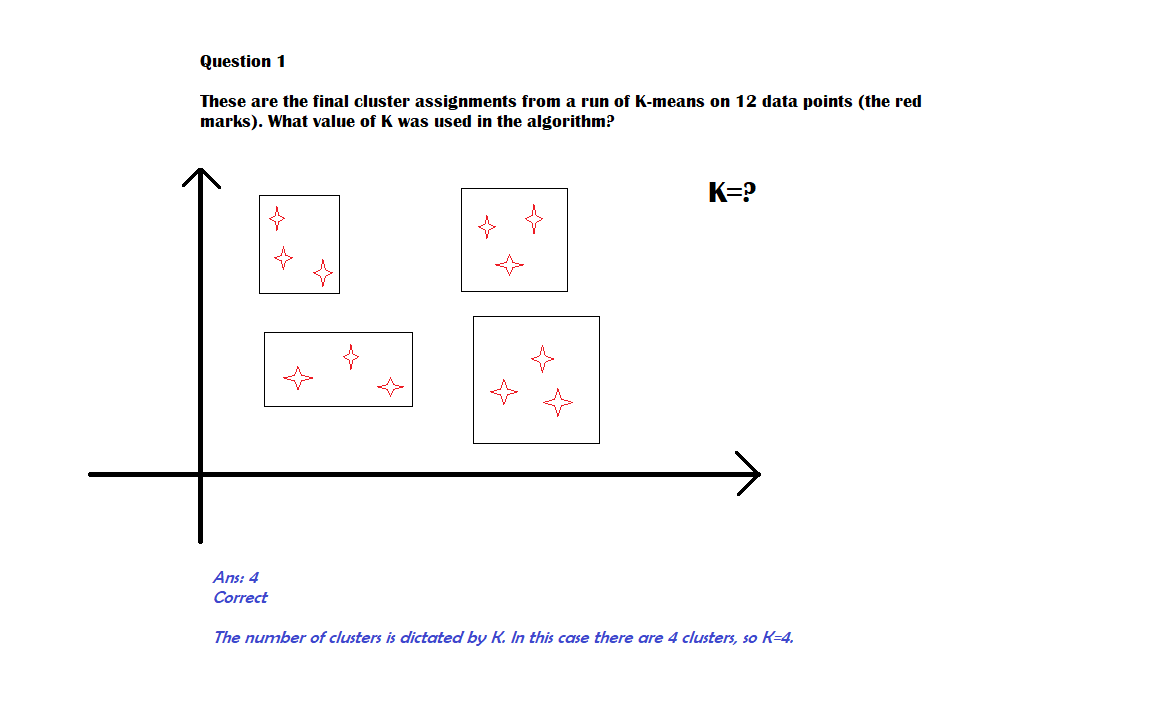 Question 1
These are the final cluster assignments from a run of K-means on 12 data points (the red
marks). What value of K was used in the algorithm?
K=?
Ans: 4
Correct
The number of clusters is dictated by K. In this case there are 4 clusters, so K=4.